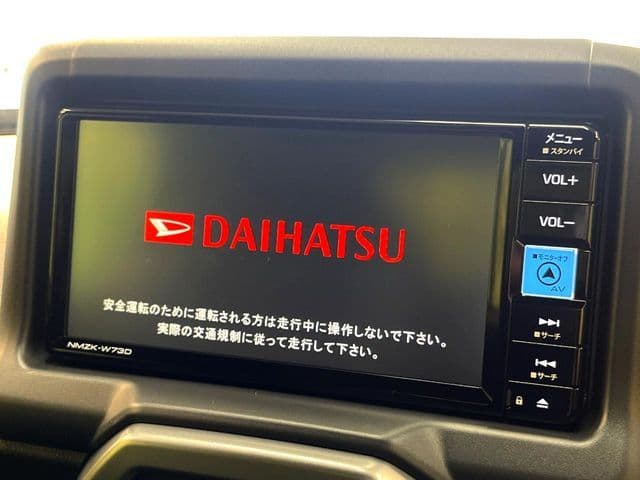 メニュー
■ スタンバイ
VOL+
VOL−
■ モニターオフ
AV
DAIHATSU
安全運転のために運転される方は走行中に操作しないで下さい。
実際の交通規制に従って走行して下さい。
■ サーチ
■ サーチ
NMZK-W73D